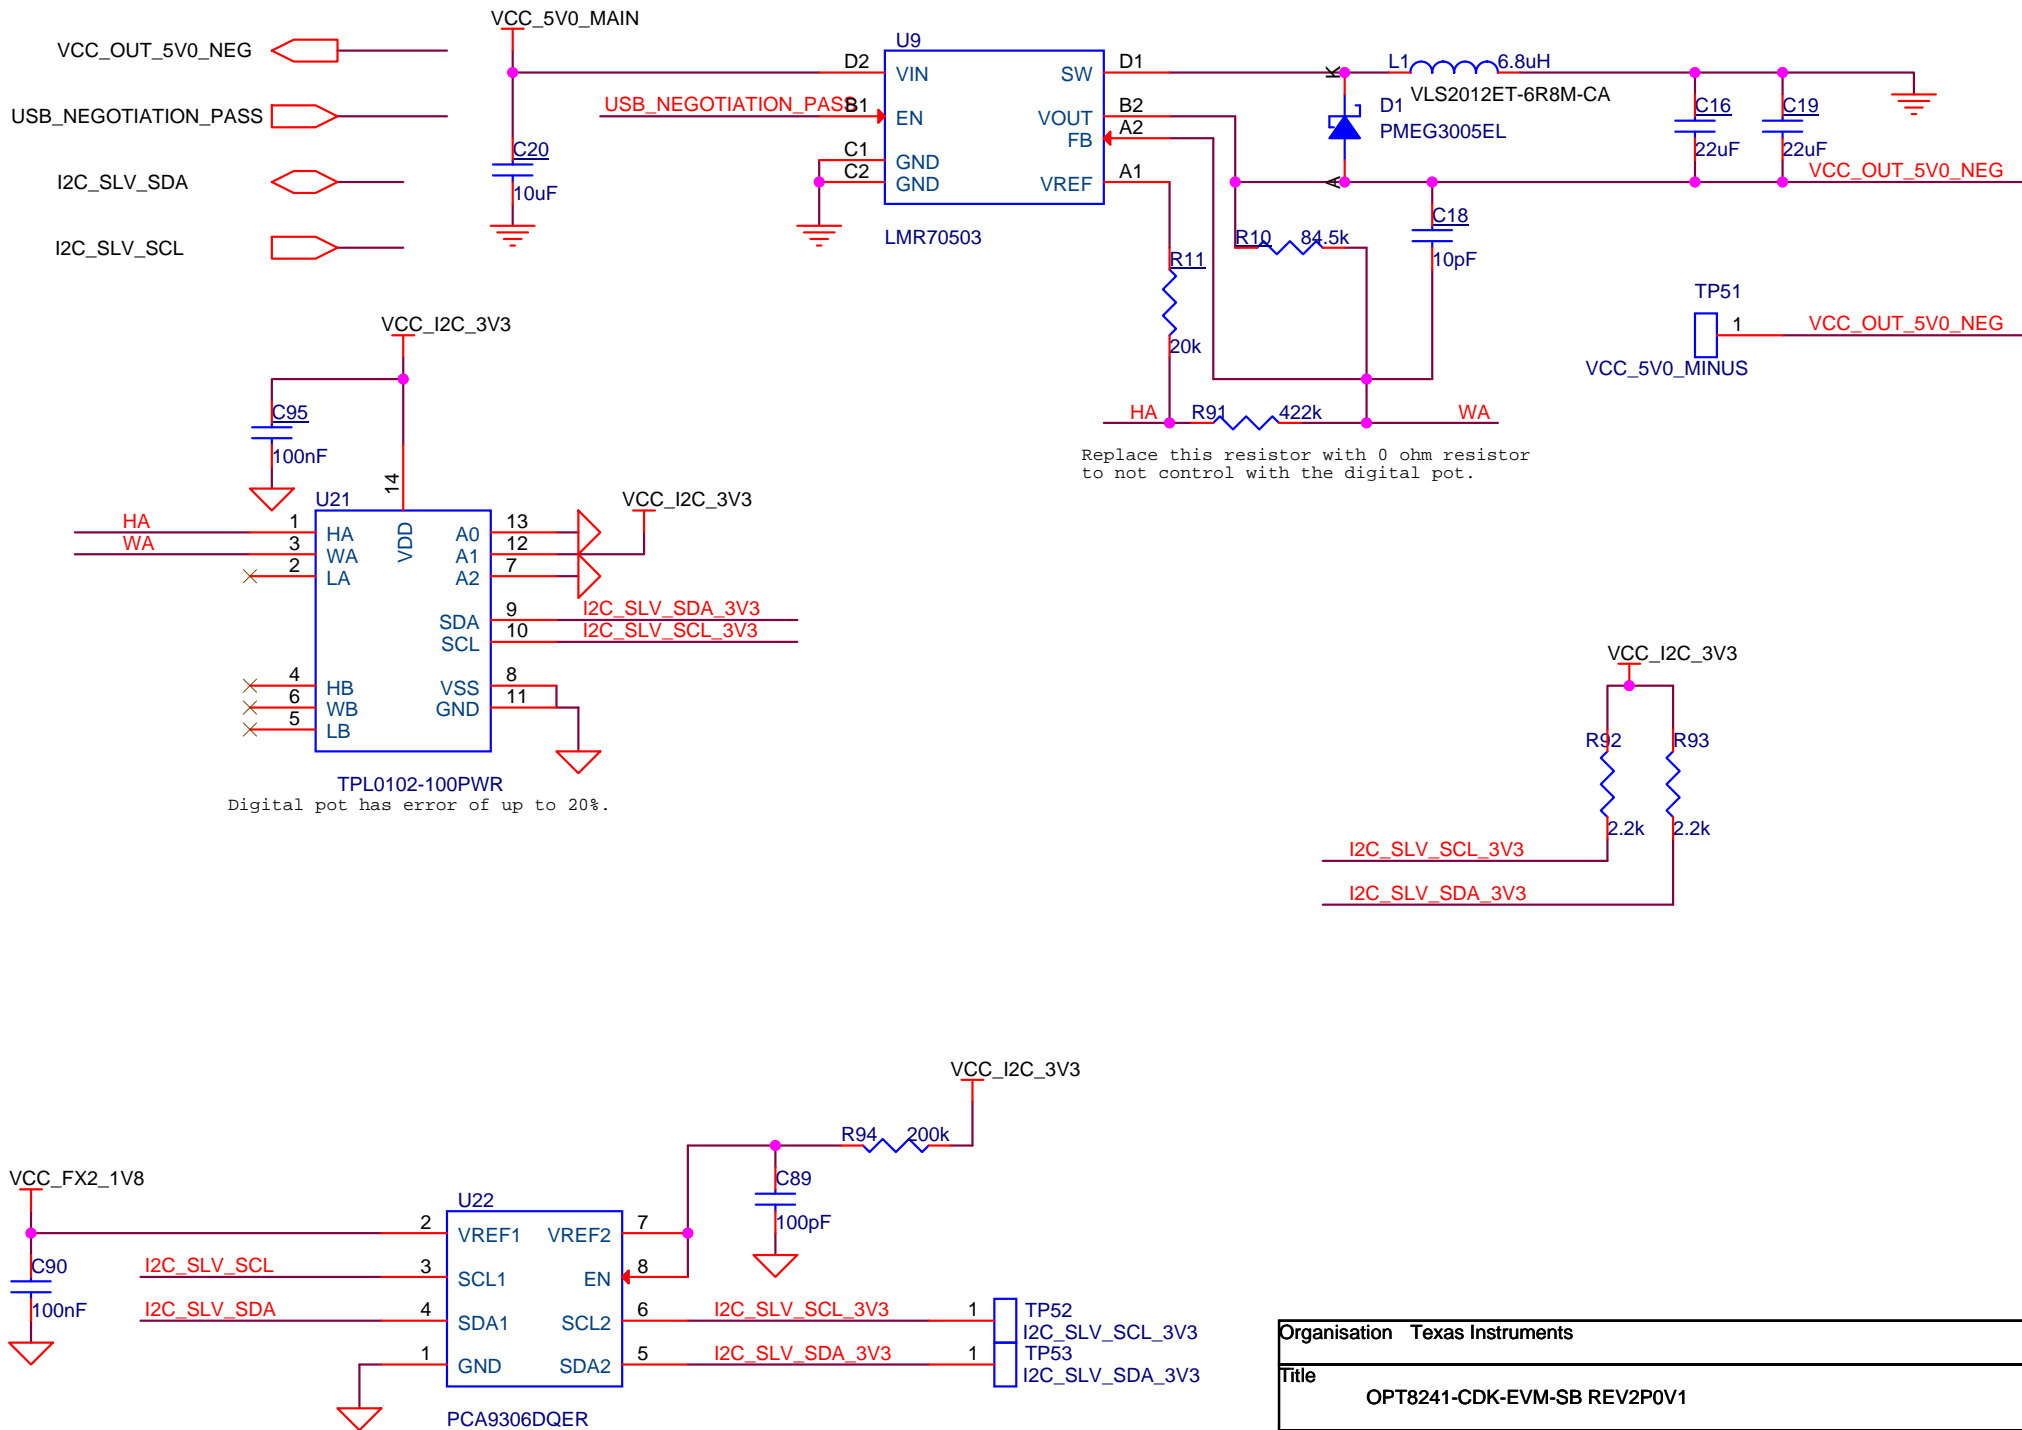 VCC_5V0_MAIN
VCC_OUT_5V0_NEG
USB_NEGOTIATION_PASS
I2C_SLV_SDA
I2C_SLV_SCL
C20
10uF
USB_NEGOTIATION_PASS
U9
D2 VIN SW D1
B1 EN VOUT B2
FB A2
C1 GND
C2 GND VREF A1
LMR70503
L1 6.8uH
VLS2012ET-6R8M-CA
K
D1
PMEG3005EL
A
C16
22uF
C19
22uF
VCC_OUT_5V0_NEG
C18
10pF
R10 84.5k
R11
20k
HA R91 422k WA
Replace this resistor with 0 ohm resistor
to not control with the digital pot.
TP51
1 VCC_OUT_5V0_NEG
VCC_5V0_MINUS
VCC_I2C_3V3
C95
100nF
14
U21
VCC_I2C_3V3
HA 1 HA VDD A0 13
WA 3 WA A1 12
2 LA A2 7
SDA 9 I2C_SLV_SDA_3V3
SCL 10 I2C_SLV_SCL_3V3
4 HB VSS 8
6 WB GND 11
5 LB
TPL0102-100PWR
Digital pot has error of up to 20%.
VCC_I2C_3V3
R92 R93
2.2k 2.2k
I2C_SLV_SCL_3V3
I2C_SLV_SDA_3V3
VCC_I2C_3V3
R94 200k
C89
100pF
VCC_FX2_1V8
C90
100nF
U22
2 VREF1 VREF2 7
I2C_SLV_SCL 3 SCL1 EN 8
I2C_SLV_SDA 4 SDA1 SCL2 6 I2C_SLV_SCL_3V3 1 TP52
I2C_SLV_SCL_3V3
1 GND SDA2 5 I2C_SLV_SDA_3V3 1 TP53
I2C_SLV_SDA_3V3
PCA9306DQER
Organisation Texas Instruments
Title
OPT8241-CDK-EVM-SB REV2P0V1